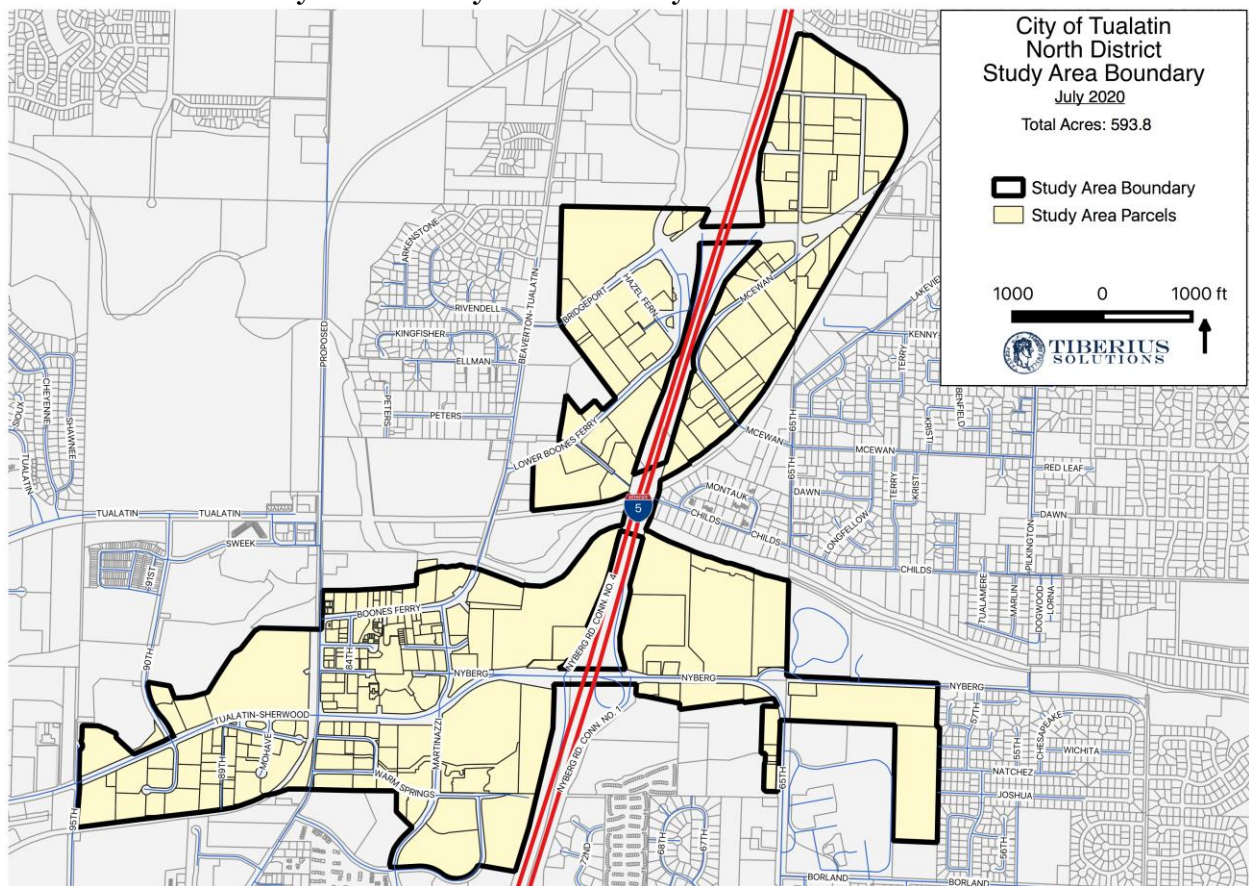 City of Tualatin
North District
Study Area Boundary
July 2020
Total Acres: 593.8
Study Area Boundary
Study Area Parcels
1000 0 1000 ft
TIBERIUS
SOLUTIONS
ARKENSTONE
RIVENDELL
KINGFISHER
ELLMAN
PETERS
PETERS
BEAVERTON-TUALATIN
PROPOSED
BRIDGEPORT
HAZEL FERN
MCEWAN
LOWER BOONES FERRY
CHEYENNE
SHAWNEE
SIOUX
TUALATIN
TUALATIN
TUALATIN
SWEEK
91ST
90TH
5
MCEWAN
MCEWAN
65TH
65TH
KENNY
TERRY
KRISTI
BENFIELD
TERRY
KRISTI
RED LEAF
DAWN
DAWN
MONTAUK
CHILDS
CHILDS
LONGFELLOW
CHILDS
PILKINGTON
TUALAMERE
MARLIN
DOGWOOD
LORNA
BOONES FERRY
84TH
NYBERG
NYBERG
NYBERG
NYBERG RD. CONN. NO. 4
NYBERG RD. CONN. NO. 1
TUALATIN-SHERWOOD
MARTINAZZI
WARM SPRINGS
89TH
MOHAVE
95TH
65TH
57TH
55TH
CHESAPEAKE
WICHITA
NATCHEZ
JOSHUA
56TH
72ND
68TH
67TH
BORLAND
BORLAND